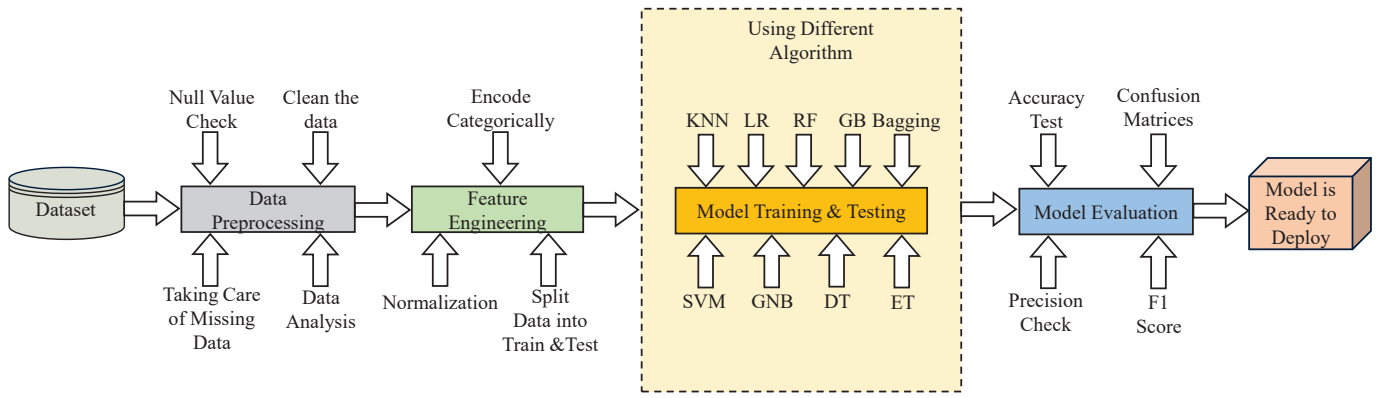 Using Different
Algorithm
Null Value
Check
Clean the
data
Encode
Categorically
KNN
LR
RF
GB
Bagging
Accuracy
Test
Confusion
Matrices
Dataset
Data
Preprocessing
Feature
Engineering
Model Training & Testing
Model Evaluation
Model is
Ready to
Deploy
Taking Care
of Missing
Data
Data
Analysis
Normalization
Split
Data into
Train &Test
SVM
GNB
DT
ET
Precision
Check
F1
Score